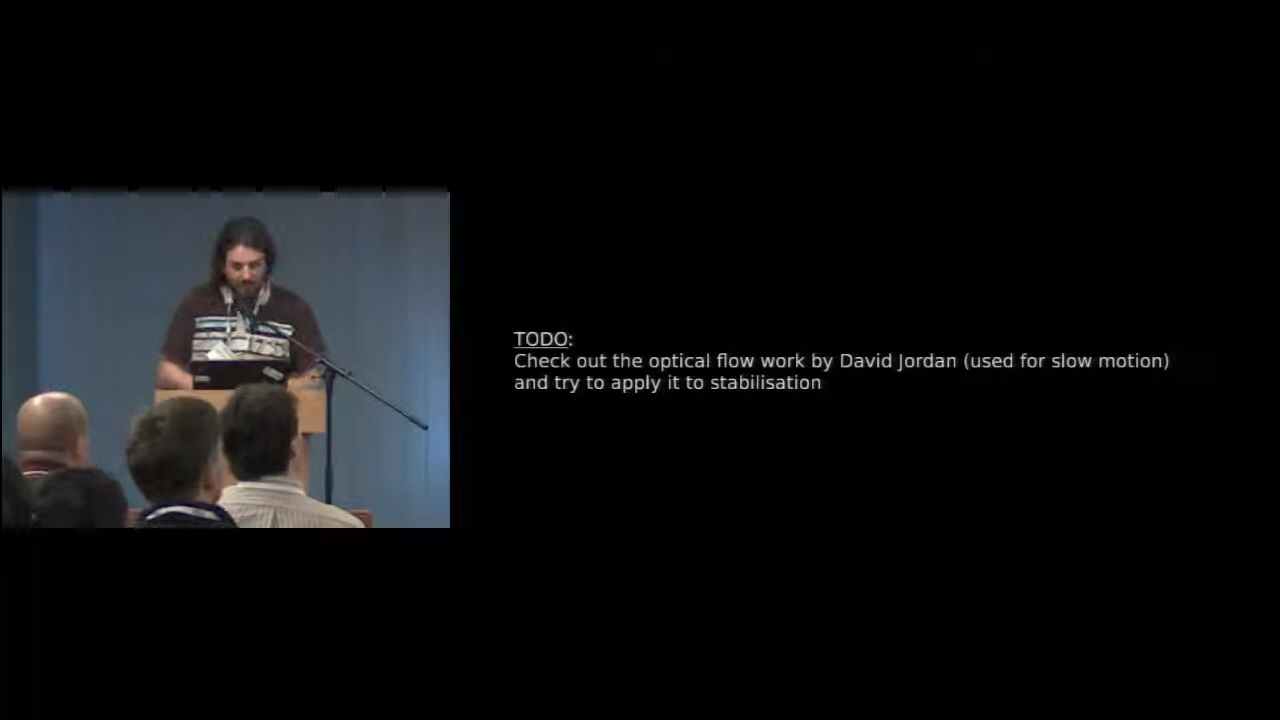 TODO:
Check out the optical flow work by David Jordan (used for slow motion)
and try to apply it to stabilisation